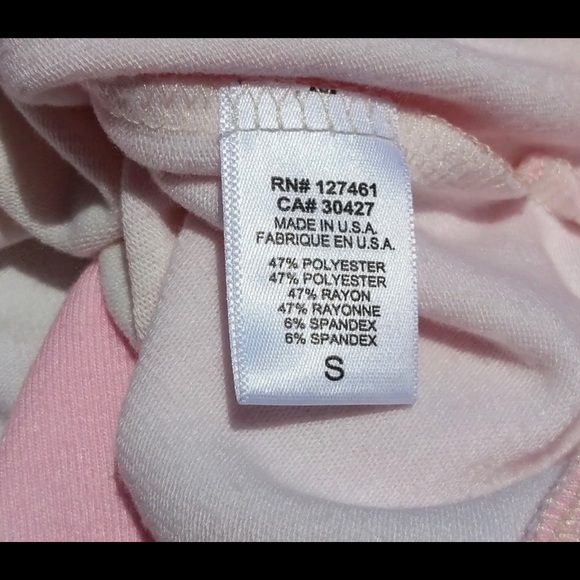 RN# 127461
CA# 30427
MADE IN U.S.A.
FABRIQUE EN U.S.A.
47% POLYESTER
47% POLYESTER
47% RAYON
47% RAYONNE
6% SPANDEX
6% SPANDEX
S